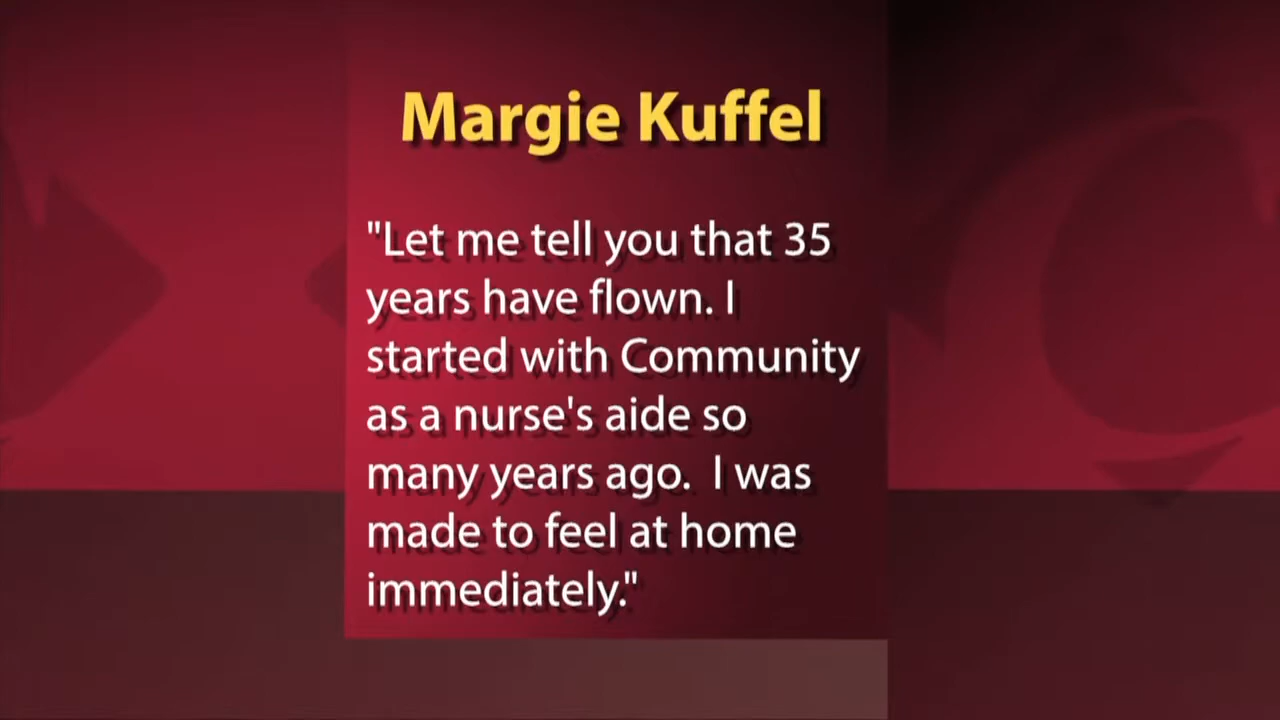 Margie Kuffel
"Let me tell you that 35
years have flown. I
started with Community
as a nurse's aide so
many years ago.  I was
made to feel at home
immediately."